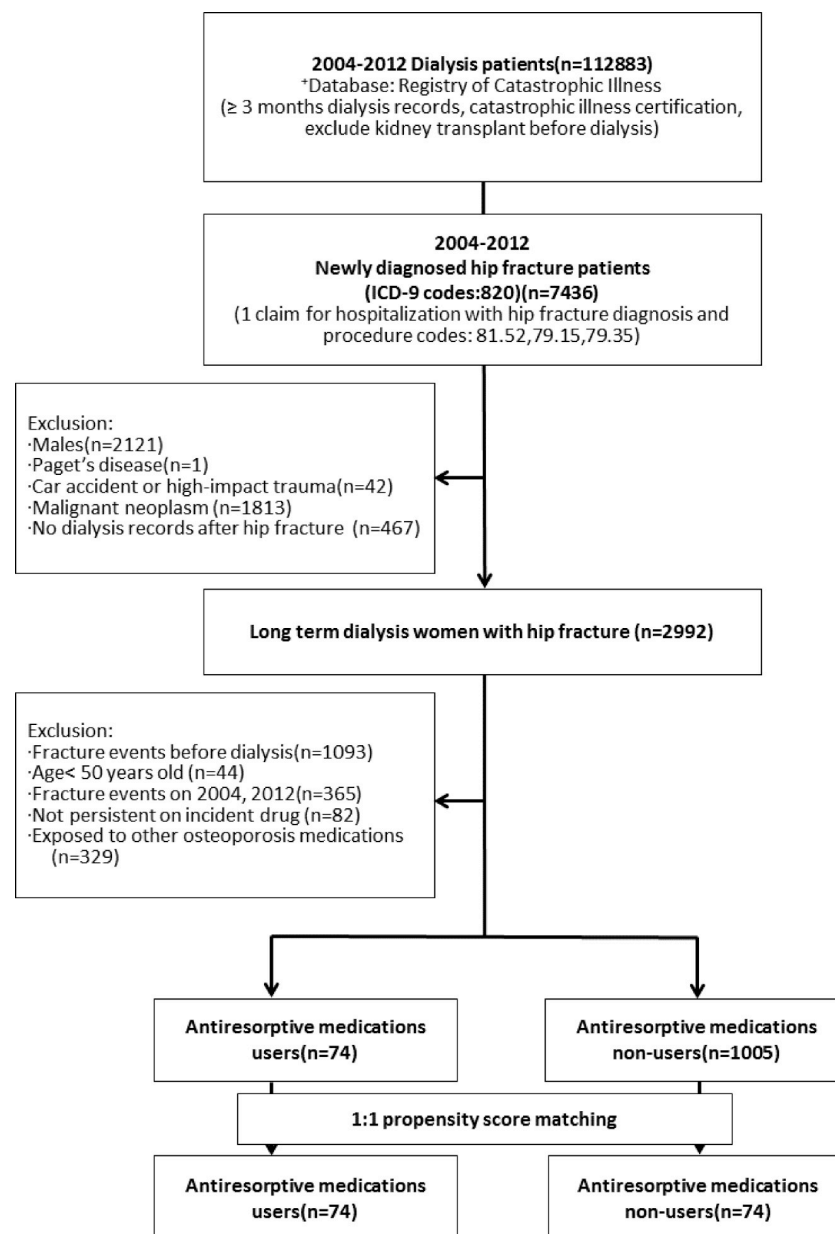 2004-2012 Dialysis patients(n=112883)
+Database: Registry of Catastrophic Illness
(≥ 3 months dialysis records, catastrophic illness certification,
exclude kidney transplant before dialysis)
2004-2012
Newly diagnosed hip fracture patients
(ICD-9 codes:820)(n=7436)
(1 claim for hospitalization with hip fracture diagnosis and
procedure codes: 81.52,79.15,79.35)
Exclusion:
·Males(n=2121)
·Paget's disease(n=1)
·Car accident or high-impact trauma(n=42)
·Malignant neoplasm (n=1813)
·No dialysis records after hip fracture (n=467)
Long term dialysis women with hip fracture (n=2992)
Exclusion:
·Fracture events before dialysis(n=1093)
·Age< 50 years old (n=44)
·Fracture events on 2004, 2012(n=365)
·Not persistent on incident drug (n=82)
·Exposed to other osteoporosis medications
(n=329)
Antiresorptive medications
users(n=74)
Antiresorptive medications
non-users(n=1005)
1:1 propensity score matching
Antiresorptive medications
users(n=74)
Antiresorptive medications
non-users(n=74)